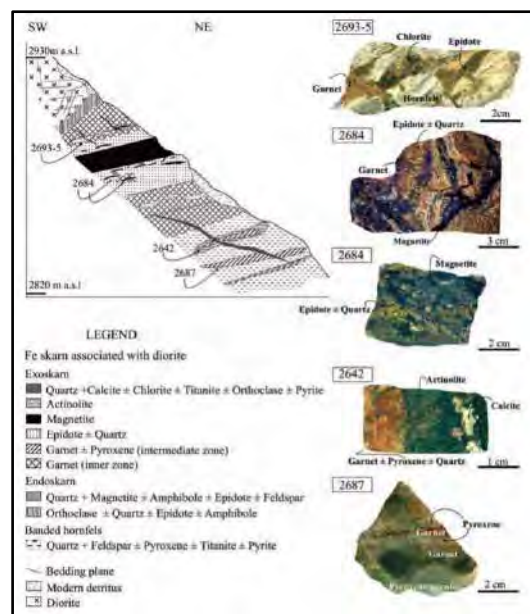 SW NE
2930m a.s.l
2693-5
2684
2642
2687
2820 m a.s.l
2693-5
Chlorite
Epidote
Garnet
Hornfels
2cm
Epidote ± Quartz
2684
Garnet
Magnetite
3 cm
2684
Magnetite
Epidote ± Quartz
2 cm
2642
Actinolite
Calcite
Garnet ± Pyroxene ± Quartz
1 cm
2687
Pyroxene
Garnet
Garnet
2 cm
LEGEND
Fe skarn associated with diorite
Exoskarn
Quartz +Calcite ± Chlorite ± Titanite ± Orthoclase ± Pyrite
Actinolite
Magnetite
Epidote ± Quartz
Garnet ± Pyroxene (intermediate zone)
Garnet (inner zone)
Endoskarn
Quartz + Magnetite ± Amphibole ± Epidote ± Feldspar
Orthoclase ± Quartz ± Epidote ± Amphibole
Banded hornfels
Quartz + Feldspar ± Pyroxene ± Titanite ± Pyrite
Bedding plane
Modern detritus
Diorite